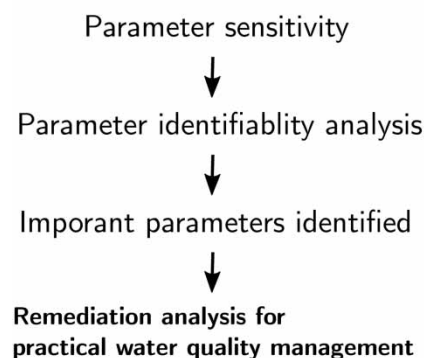 Parameter sensitivity
Parameter identifiablity analysis
Imporant parameters identified
Remediation analysis for
practical water quality management